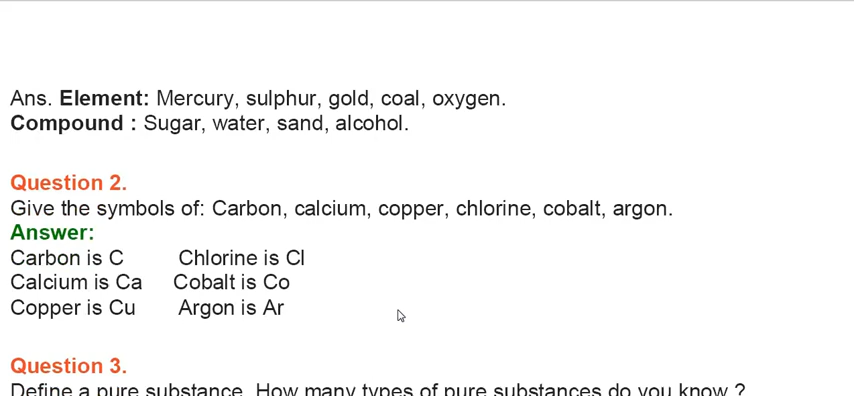 Ans. Element: Mercury, sulphur, gold, coal, oxygen.
Compound : Sugar, water, sand, alcohol.
Question 2.
Give the symbols of: Carbon, calcium, copper, chlorine, cobalt, argon.
Answer:
Carbon is C Chlorine is Cl
Calcium is Ca Cobalt is Co
Copper is Cu Argon is Ar
Question 3.
Define a pure substance. How many types of pure substances do you know ?